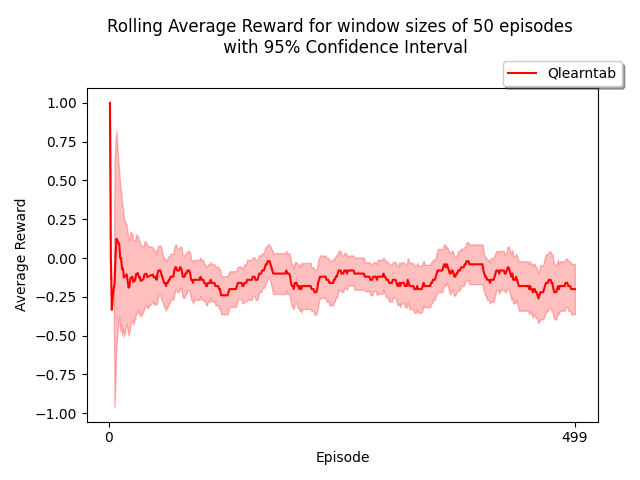 Rolling Average Reward for window sizes of 50 episodes
with 95% Confidence Interval
Qlearntab
1.00
0.75
0.50
0.25
0.00
−0.25
−0.50
−0.75
−1.00
Average Reward
0
499
Episode